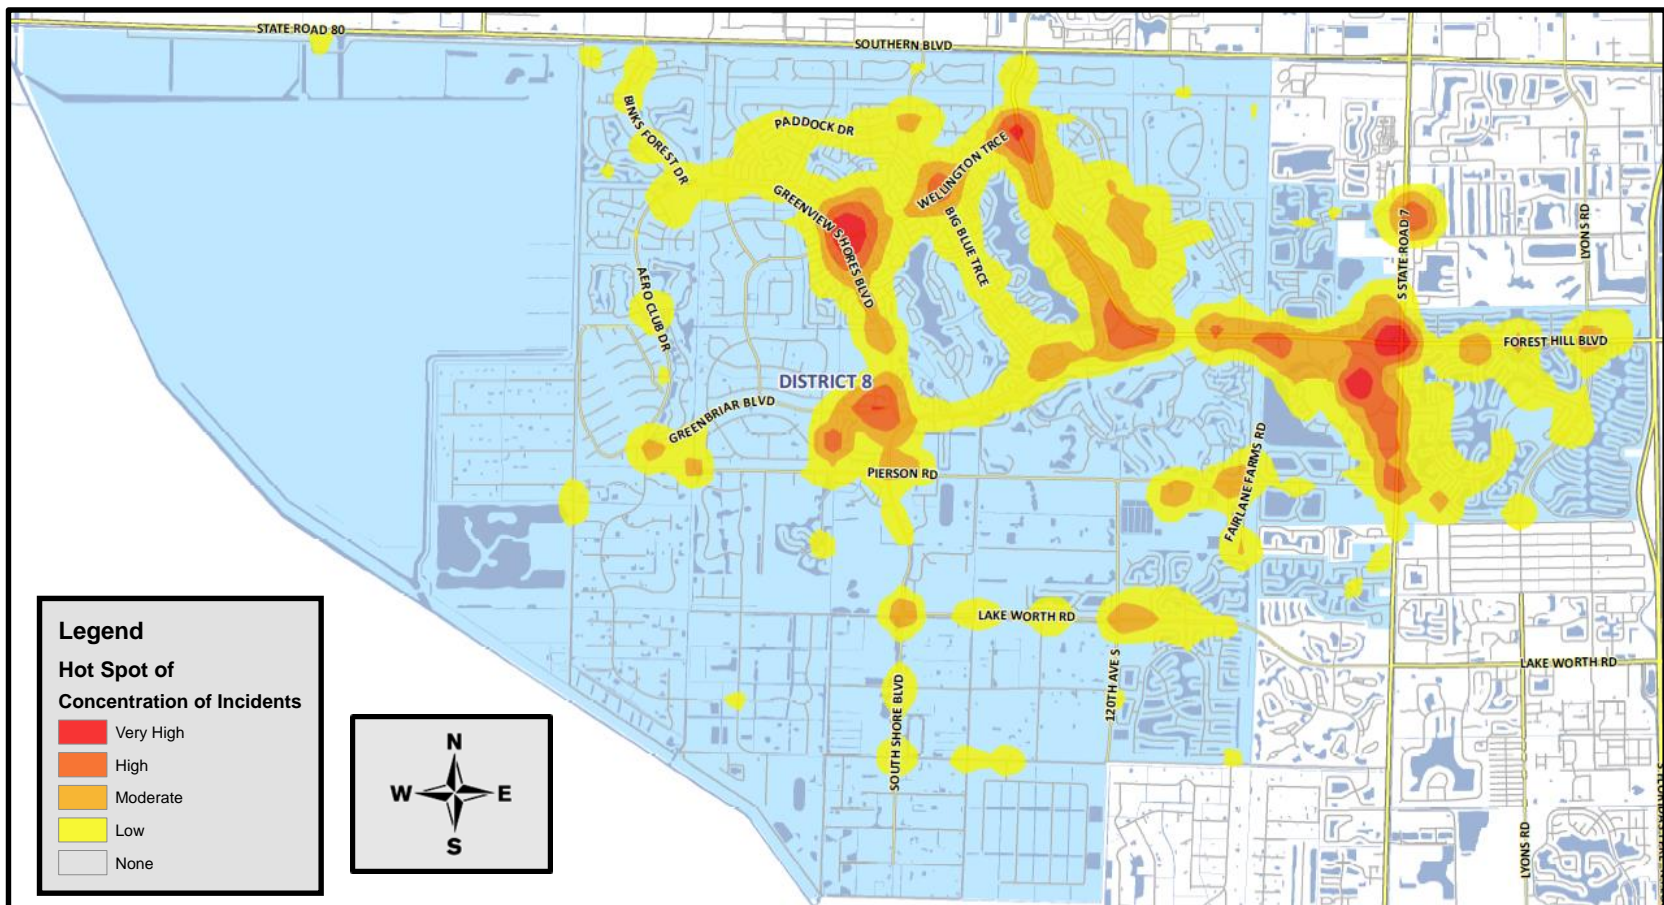 STATE ROAD 80
SOUTHERN BLVD
BINKS FOREST DR
PADDOCK DR
WELLINGTON TRCE
GREENVIEW SHORES BLVD
BIG BLUE TRCE
S STATE ROAD 7
LYONS RD
AERO CLUB DR
FOREST HILL BLVD
DISTRICT 8
GREENBRIAR BLVD
PIERSON RD
FAIRLANE FARMS RD
LAKE WORTH RD
LAKE WORTH RD
120TH AVE S
SOUTH SHORE BLVD
LYONS RD
Legend
Hot Spot of
Concentration of Incidents
Very High
High
Moderate
Low
None
N
W E
S